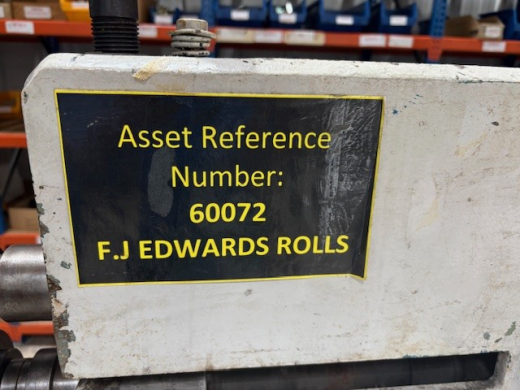 Asset Reference
Number:
60072
F.J EDWARDS ROLLS